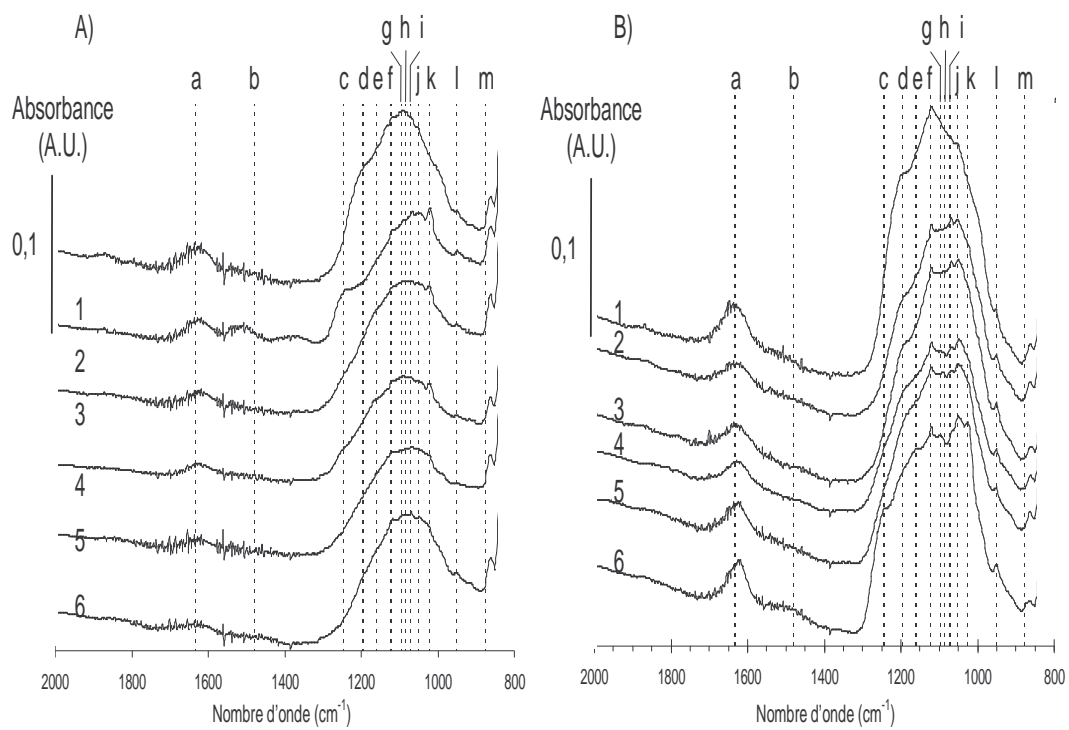 A)
g h i
a b c d e f j k l m
Absorbance
(A.U.)
0,1
1
2
3
4
5
6
2000 1800 1600 1400 1200 1000 800
Nombre d'onde (cm-1)
B)
g h i
a b c d e f j k l m
Absorbance
(A.U.)
0,1
1
2
3
4
5
6
2000 1800 1600 1400 1200 1000 800
Nombre d'onde (cm-1)